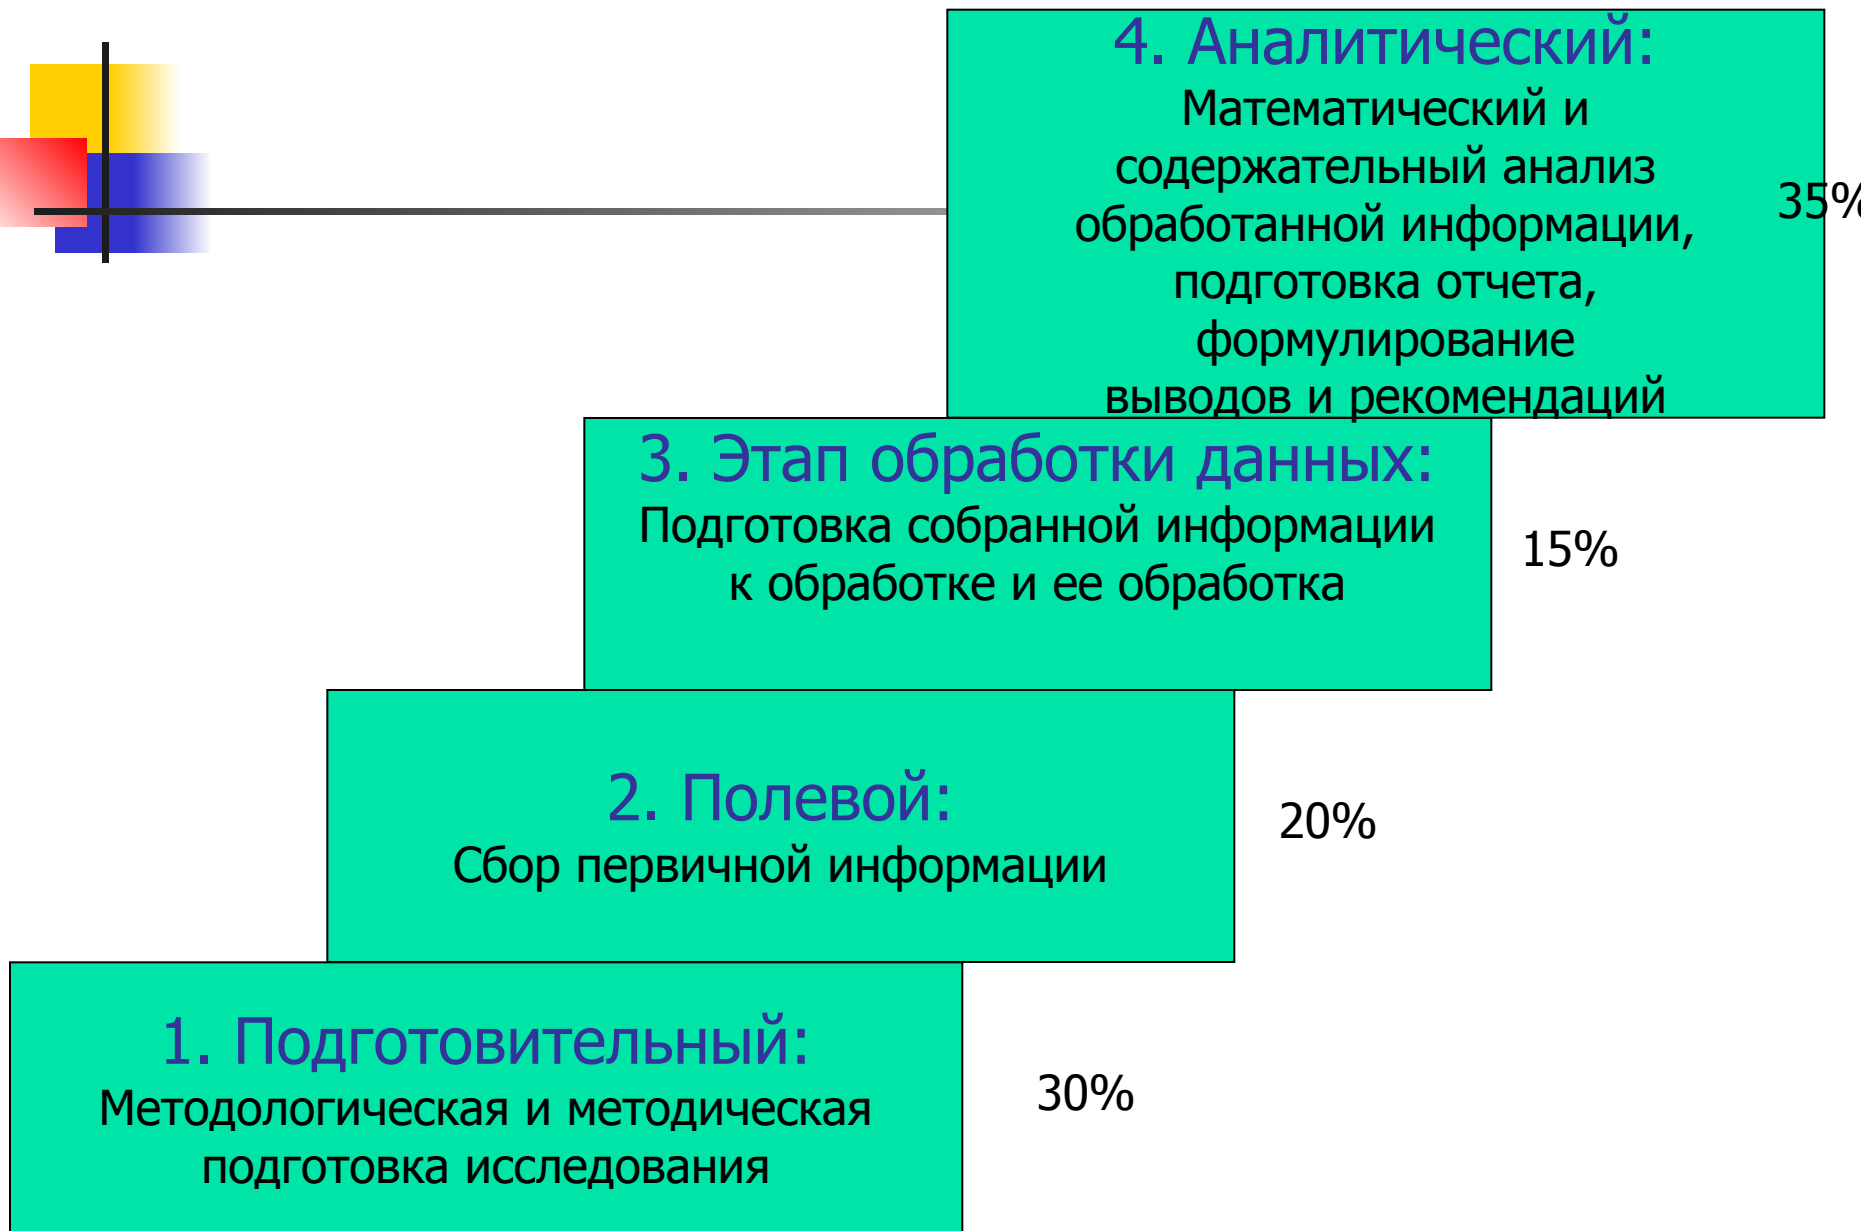 4. Аналитический:
Математический и
содержательный анализ
обработанной информации,
подготовка отчета,
формулирование
выводов и рекомендаций
35%
3. Этап обработки данных:
Подготовка собранной информации
к обработке и ее обработка
15%
2. Полевой:
Сбор первичной информации
20%
1. Подготовительный:
Методологическая и методическая
подготовка исследования
30%